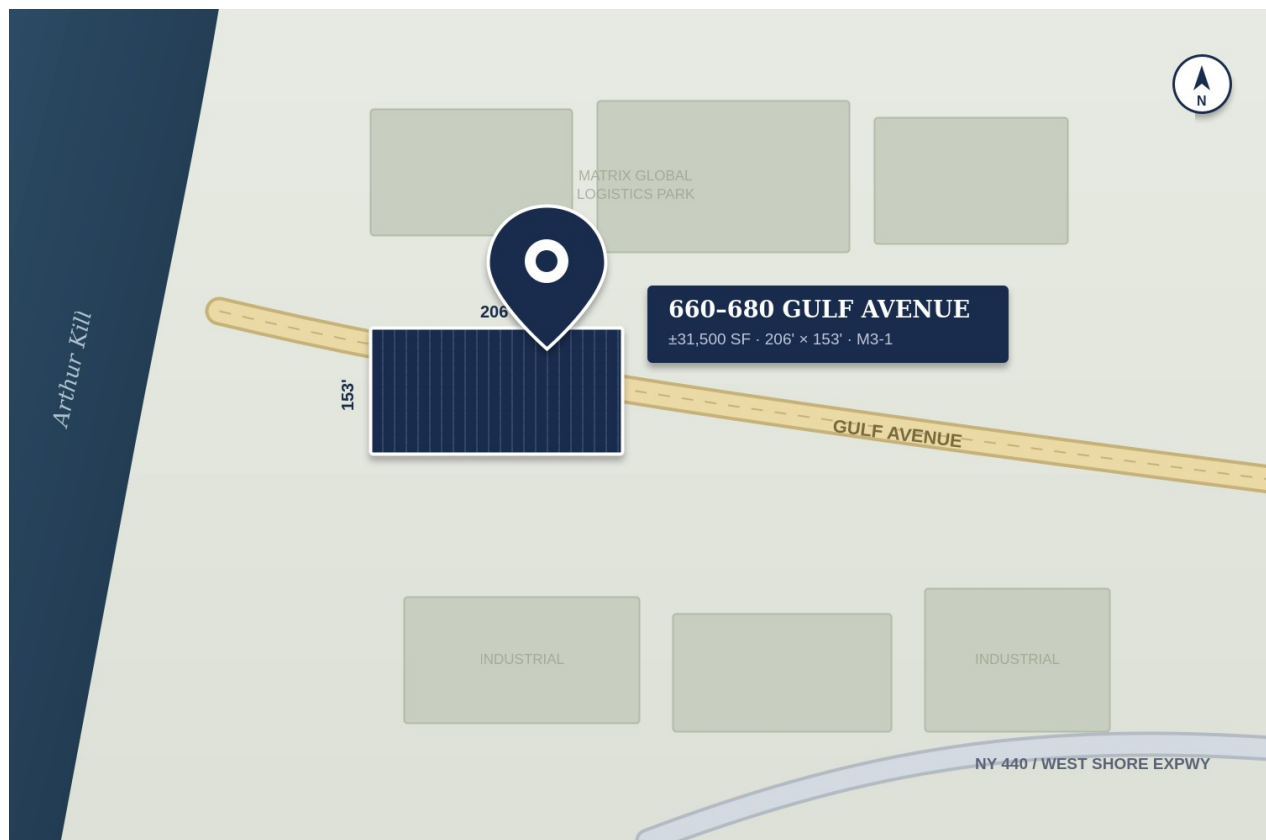 N
MATRIX GLOBAL
LOGISTICS PARK
206
660–680 GULF AVENUE
±31,500 SF · 206' × 153' · M3-1
153'
Arthur Kill
GULF AVENUE
INDUSTRIAL
INDUSTRIAL
NY 440 / WEST SHORE EXPWY